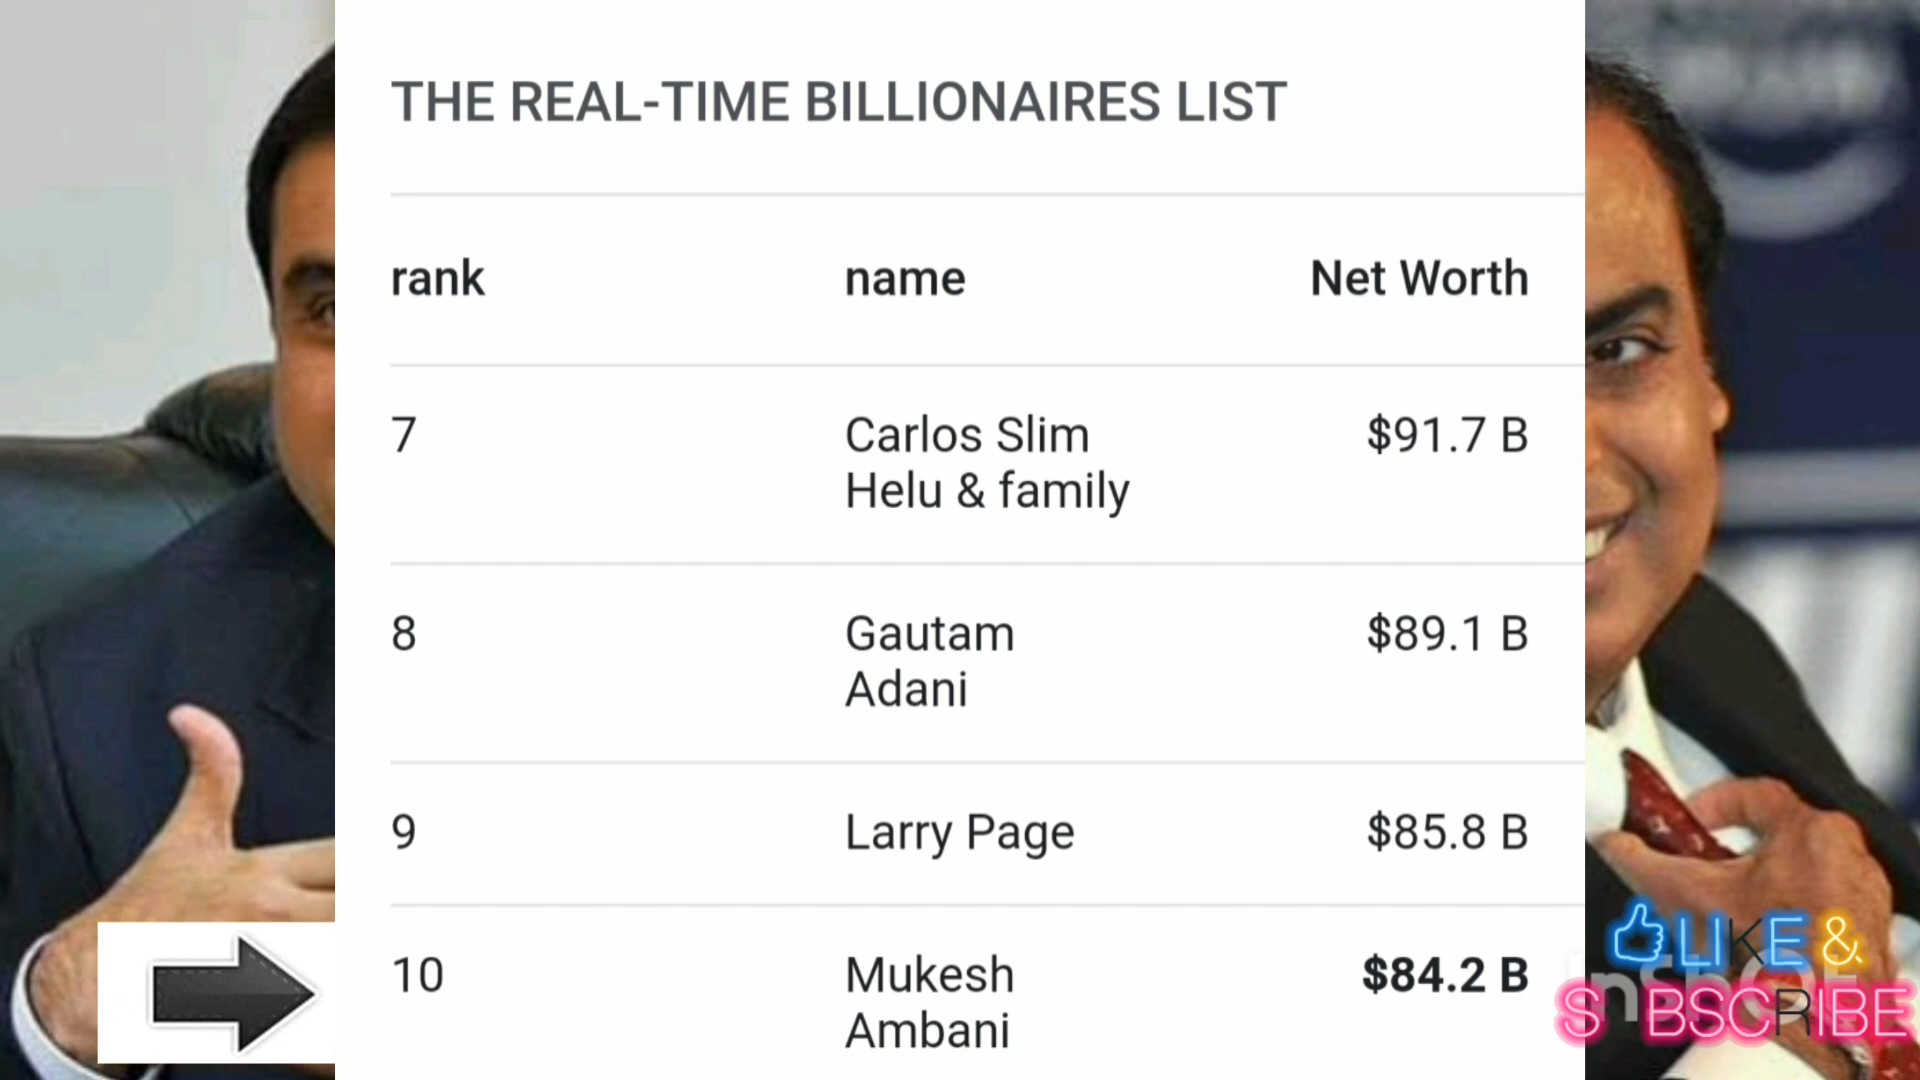 THE REAL-TIME BILLIONAIRES LIST
rank name Net Worth
7 Carlos Slim $91.7 B
Helu & family
8 Gautam $89.1 B
Adani
9 Larry Page $85.8 B
10 Mukesh $84.2 B
Ambani
LIKE &
SUBSCRIBE